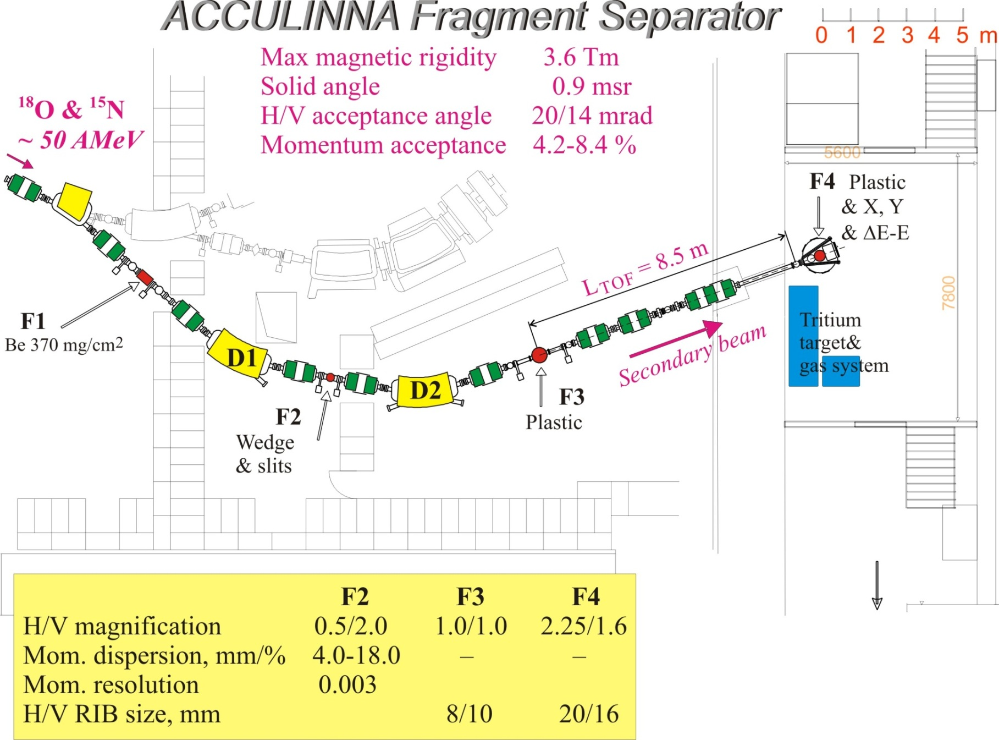 ACCULINNA Fragment Separator
0 1 2 3 4 5 m
Max magnetic rigidity 3.6 Tm
Solid angle 0.9 msr
H/V acceptance angle 20/14 mrad
Momentum acceptance 4.2-8.4 %
¹⁸O & ¹⁵N
~ 50 AMeV
5600
F4 Plastic
& X, Y
& ΔE-E
L_TOF = 8.5 m
7800
F1
Be 370 mg/cm²
Tritium
target&
gas system
Secondary beam
D1
D2
F2
Wedge
& slits
F3
Plastic
F2 F3 F4
H/V magnification 0.5/2.0 1.0/1.0 2.25/1.6
Mom. dispersion, mm/% 4.0-18.0 – –
Mom. resolution 0.003
H/V RIB size, mm 8/10 20/16